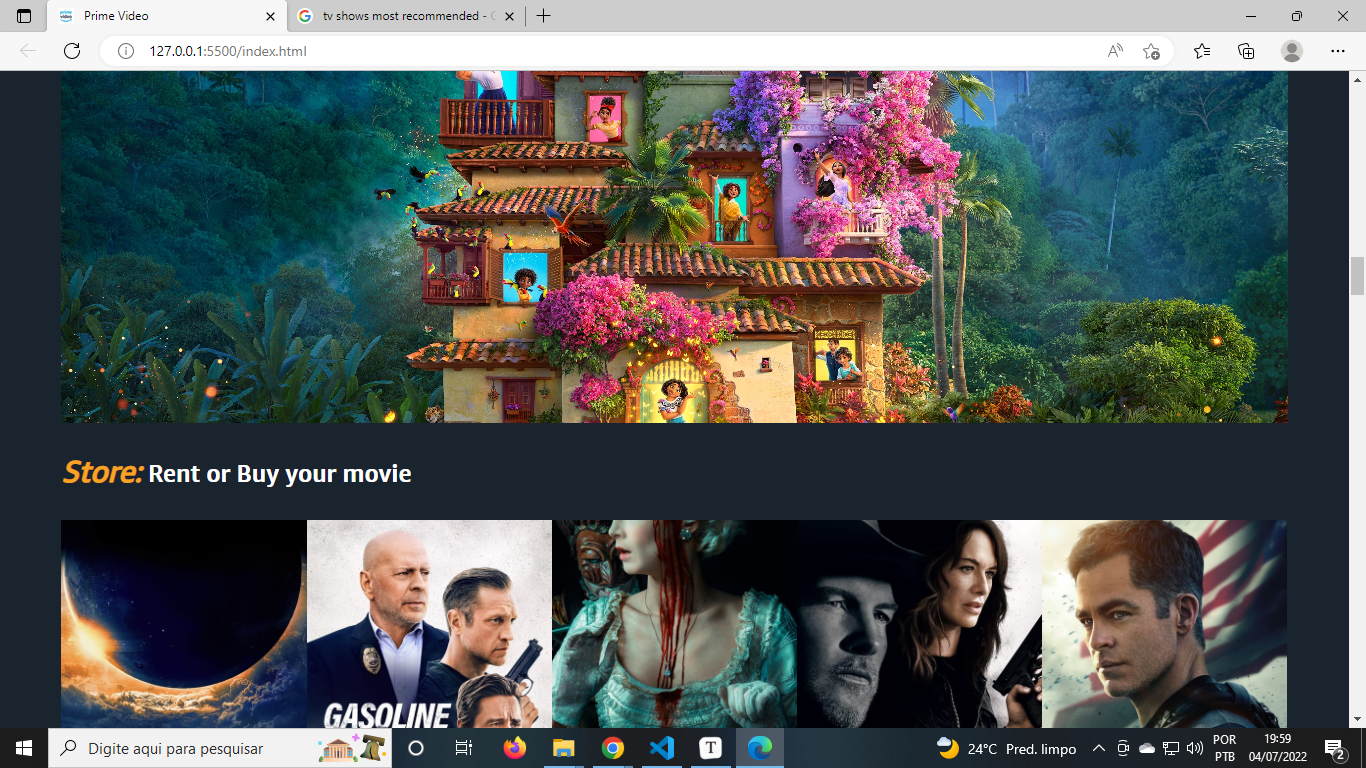 Prime Video
tv shows most recommended -
127.0.0.1:5500/index.html
Store: Rent or Buy your movie
GASOLINE
Digite aqui para pesquisar
T
24°C Pred. limpo
POR
PTB
19:59
04/07/2022
2